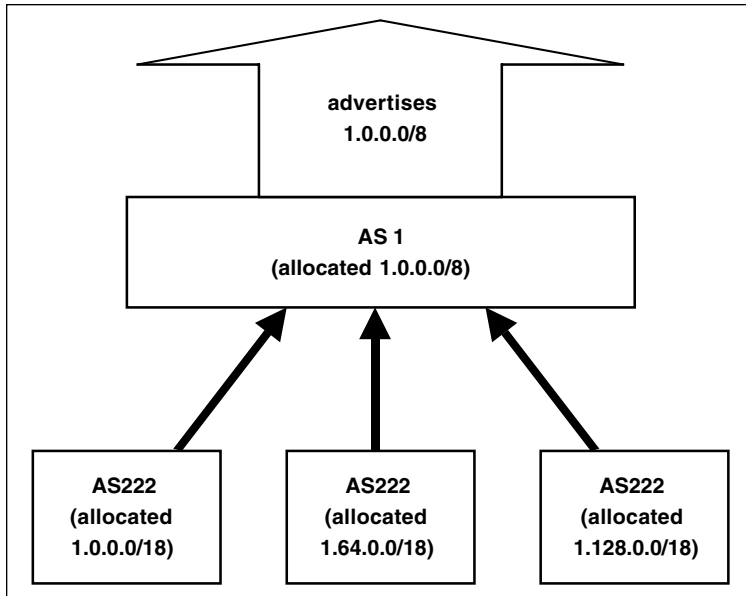 advertises
1.0.0.0/8
AS 1
(allocated 1.0.0.0/8)
AS222
(allocated
1.0.0.0/18)
AS222
(allocated
1.64.0.0/18)
AS222
(allocated
1.128.0.0/18)